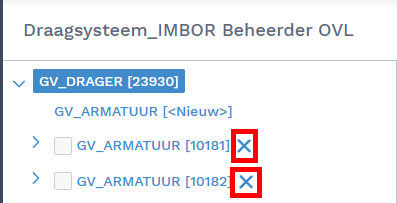 Draagsysteem_IMBOR Beheerder OVL
GV_DRAGER [23930]
GV_ARMATUUR [<Nieuw>]
GV_ARMATUUR [10181]
GV_ARMATUUR [10182]